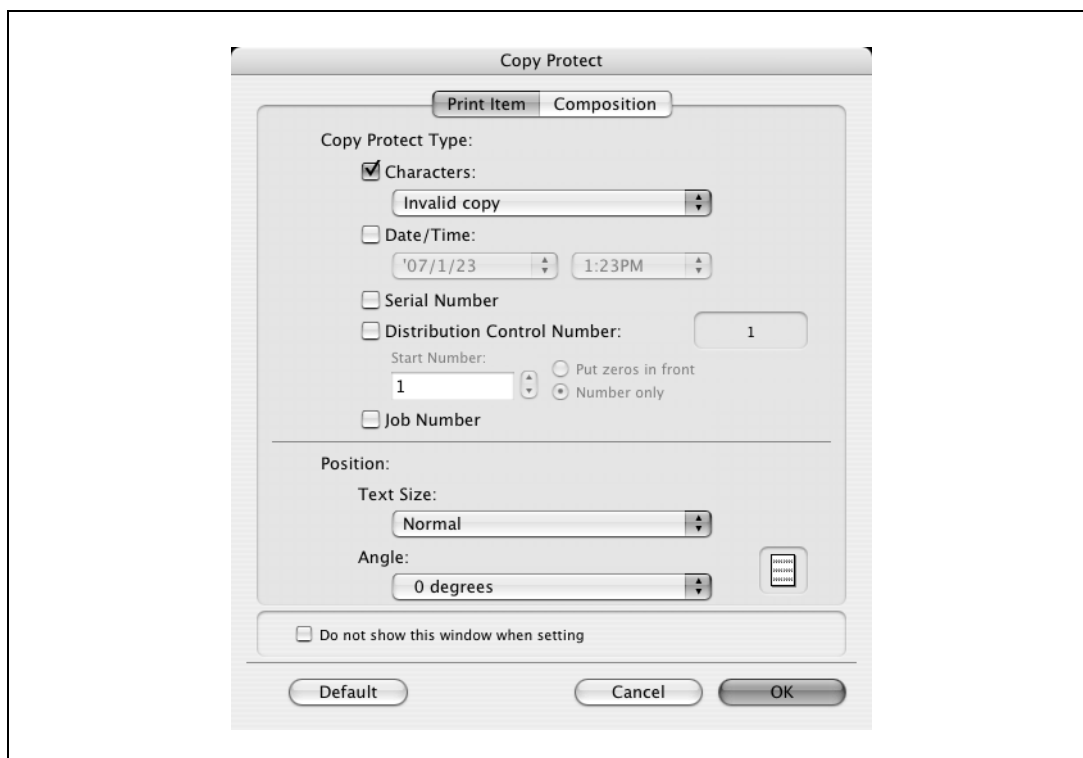 Copy Protect
Print Item Composition
Copy Protect Type:
Characters:
Invalid copy
Date/Time:
'07/1/23 1:23PM
Serial Number
Distribution Control Number: 1
Start Number:
Put zeros in front
1
Number only
Job Number
Position:
Text Size:
Normal
Angle:
0 degrees
Do not show this window when setting
Default Cancel OK